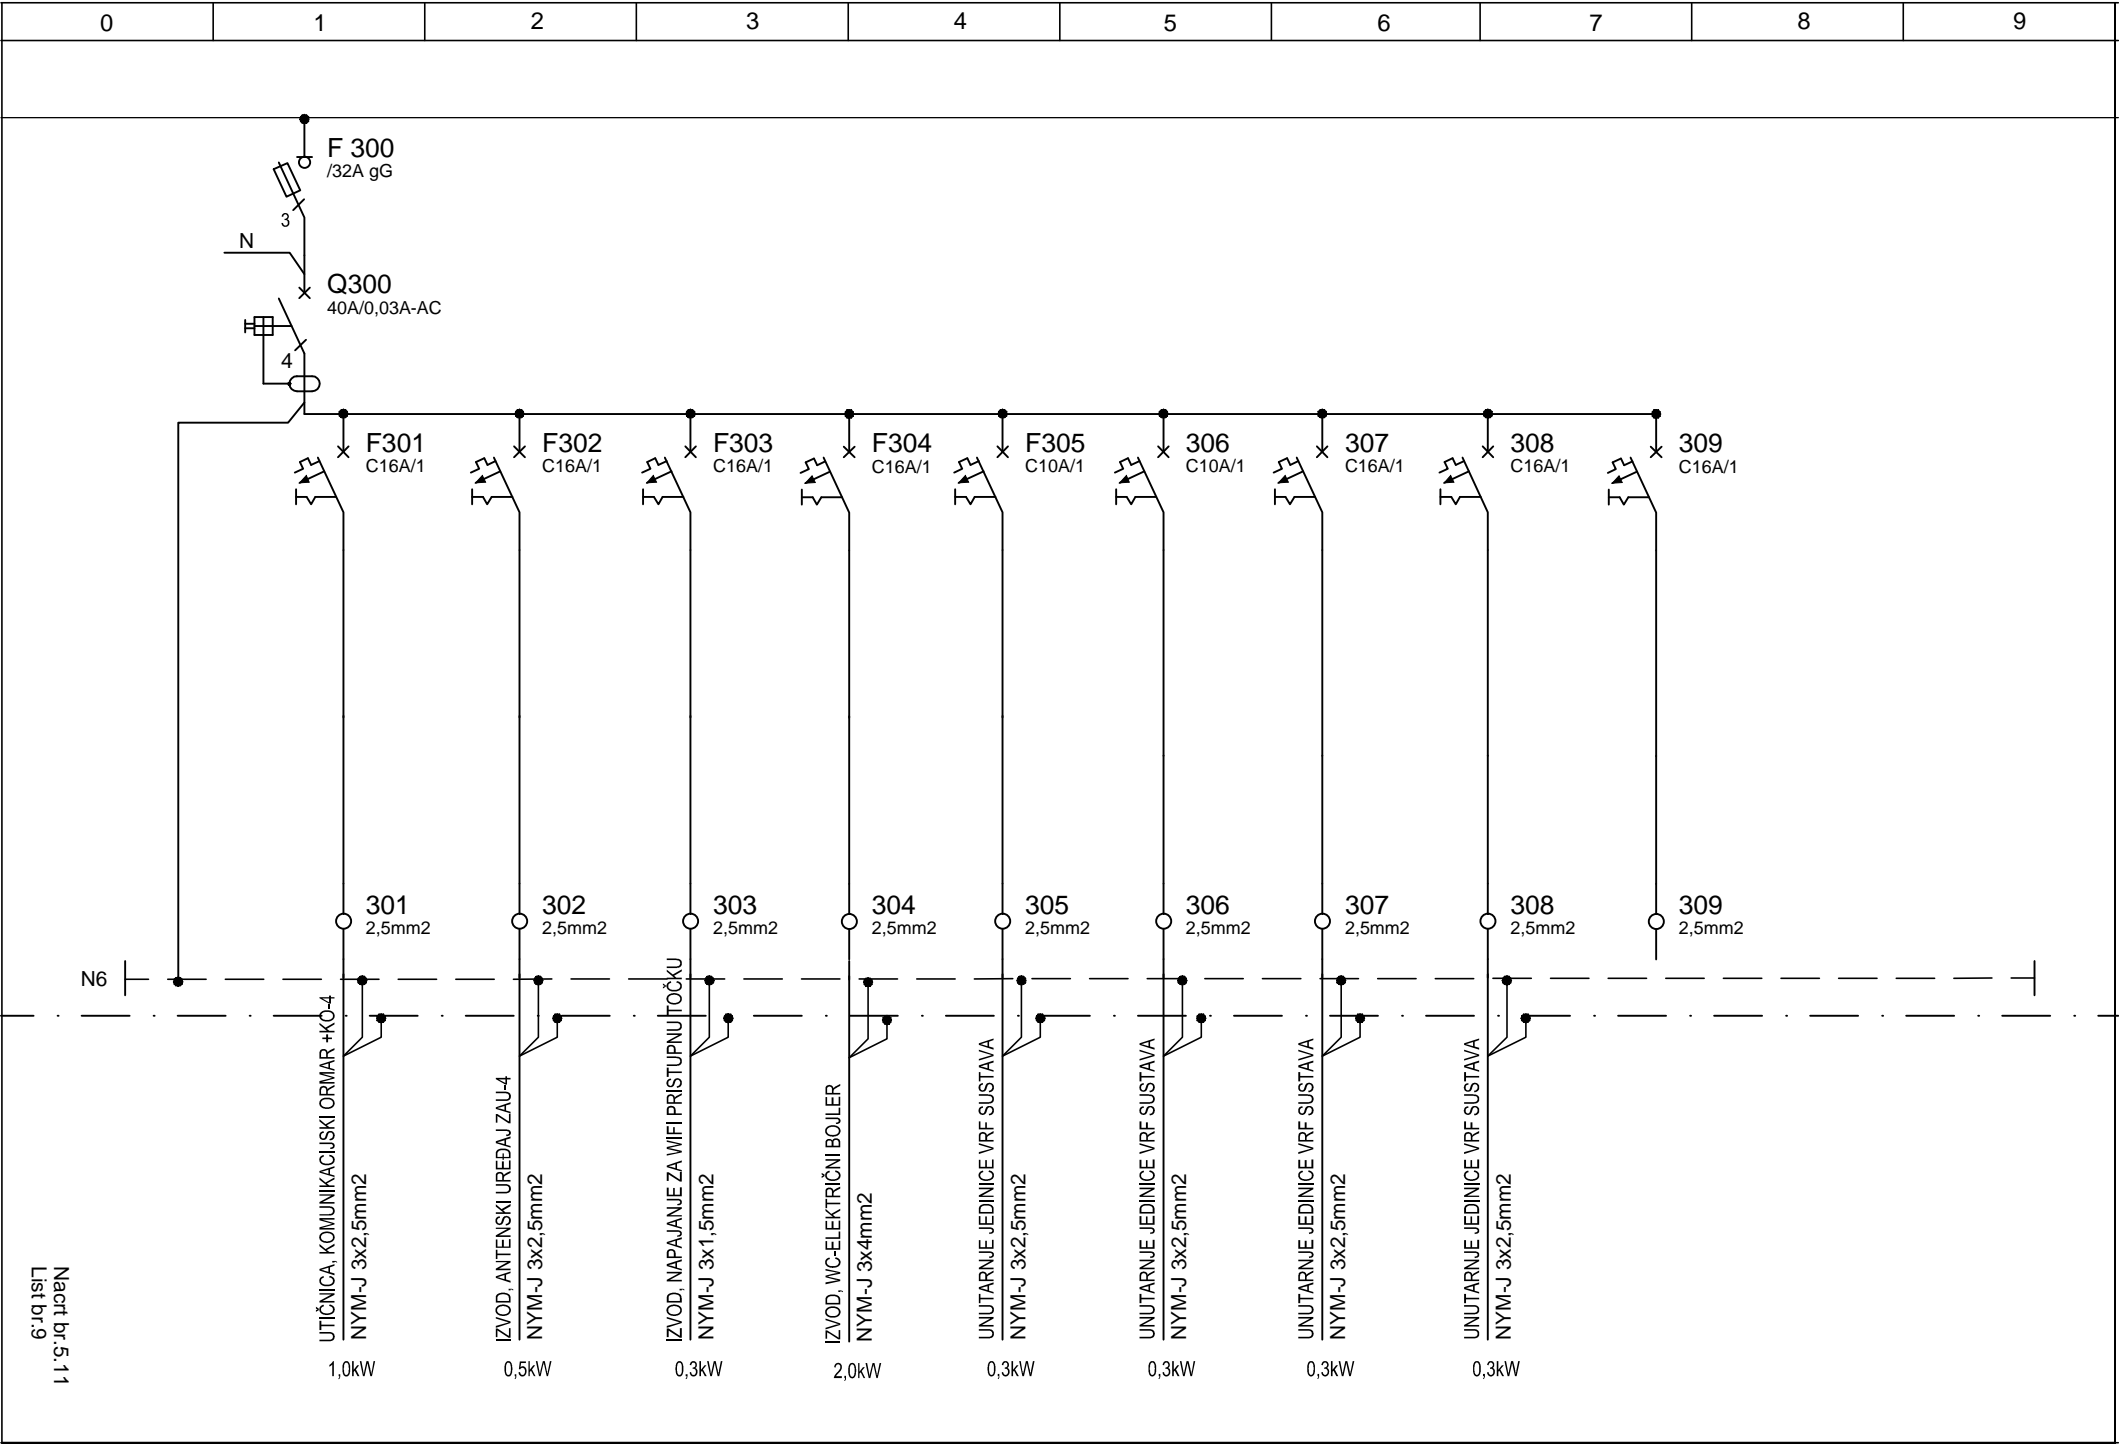 0 1 2 3 4 5 6 7 8 9
F 300
/32A gG
3
N
Q300
40A/0,03A-AC
4
F301
C16A/1
F302
C16A/1
F303
C16A/1
F304
C16A/1
F305
C10A/1
306
C10A/1
307
C16A/1
308
C16A/1
309
C16A/1
301
2,5mm2
302
2,5mm2
303
2,5mm2
304
2,5mm2
305
2,5mm2
306
2,5mm2
307
2,5mm2
308
2,5mm2
309
2,5mm2
N6
UTIČNICA, KOMUNIKACIJSKI ORMAR +KO-4
NYM-J 3x2,5mm2
1,0kW
IZVOD, ANTENSKI UREĐAJ ZAU-4
NYM-J 3x2,5mm2
0,5kW
IZVOD, NAPAJANJE ZA WIFI PRISTUPNU TOČKU
NYM-J 3x1,5mm2
0,3kW
IZVOD, WC-ELEKTRIČNI BOJLER
NYM-J 3x4mm2
2,0kW
UNUTARNJE JEDINICE VRF SUSTAVA
NYM-J 3x2,5mm2
0,3kW
UNUTARNJE JEDINICE VRF SUSTAVA
NYM-J 3x2,5mm2
0,3kW
UNUTARNJE JEDINICE VRF SUSTAVA
NYM-J 3x2,5mm2
0,3kW
UNUTARNJE JEDINICE VRF SUSTAVA
NYM-J 3x2,5mm2
0,3kW
Nacrt br.5.11
List br.9